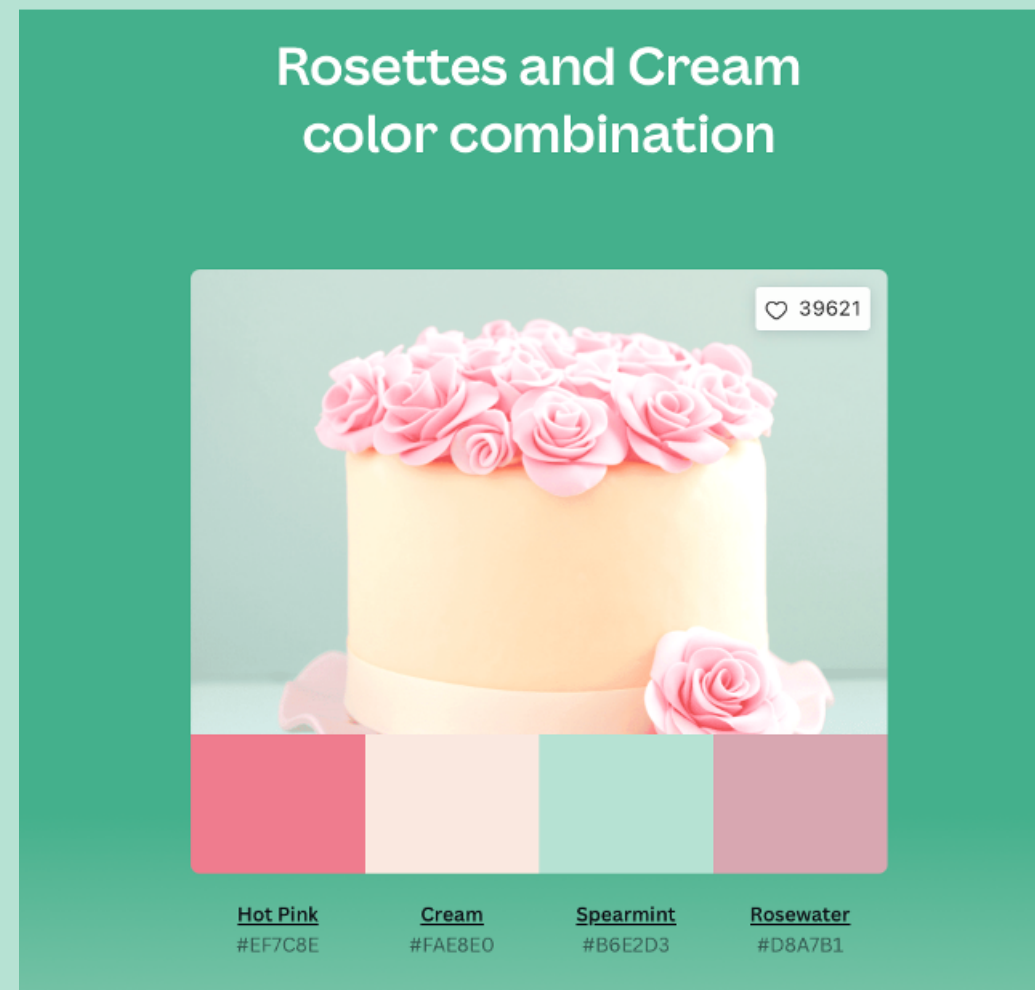 Rosettes and Cream
color combination
39621
Hot Pink
Cream
Spearmint
Rosewater
#EF7C8E
#FAE8E0
#B6E2D3
#D8A7B1